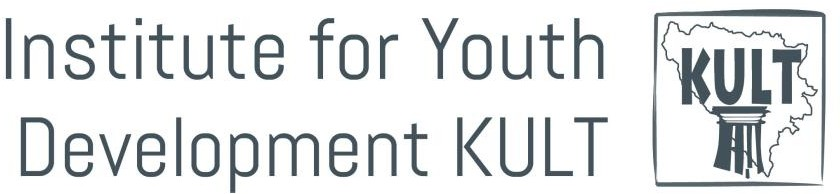 Institute for Youth
Development KULT
KULT